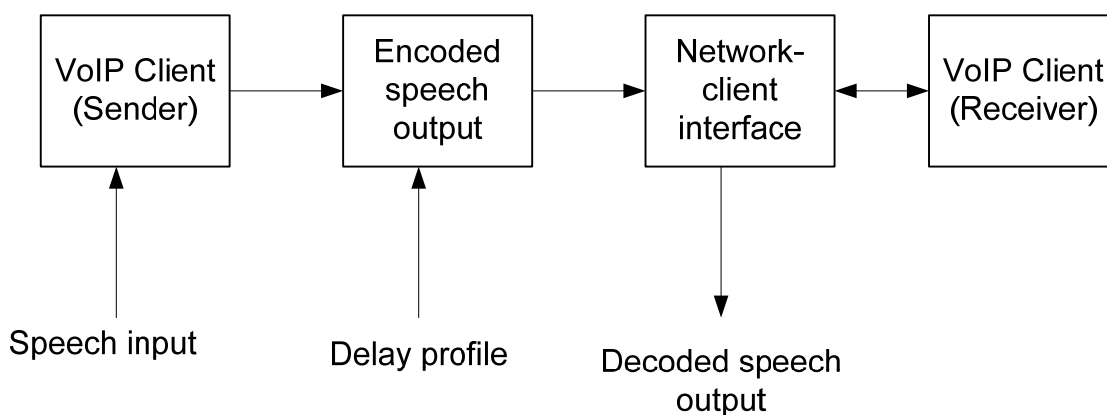 VoIP Client
(Sender)
Encoded
speech
output
Network-
client
interface
VoIP Client
(Receiver)
Speech input
Delay profile
Decoded speech
output